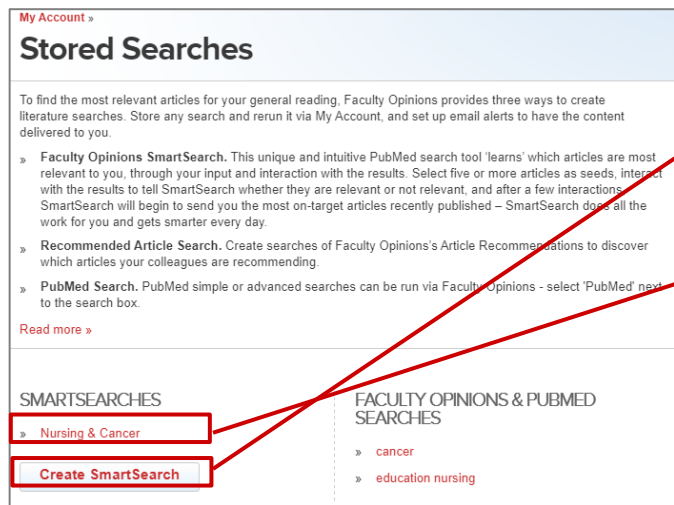 My Account »
Stored Searches
To find the most relevant articles for your general reading, Faculty Opinions provides three ways to create
literature searches. Store any search and rerun it via My Account, and set up email alerts to have the content
delivered to you.
» Faculty Opinions SmartSearch. This unique and intuitive PubMed search tool 'learns' which articles are most
relevant to you, through your input and interaction with the results. Select five or more articles as seeds, interact
with the results to tell SmartSearch whether they are relevant or not relevant, and after a few interactions
SmartSearch will begin to send you the most on-target articles recently published – SmartSearch does all the
work for you and gets smarter every day.
» Recommended Article Search. Create searches of Faculty Opinions's Article Recommendations to discover
which articles your colleagues are recommending.
» PubMed Search. PubMed simple or advanced searches can be run via Faculty Opinions - select 'PubMed' next
to the search box.
Read more »
SMARTSEARCHES
» Nursing & Cancer
Create SmartSearch
FACULTY OPINIONS & PUBMED
SEARCHES
» cancer
» education nursing